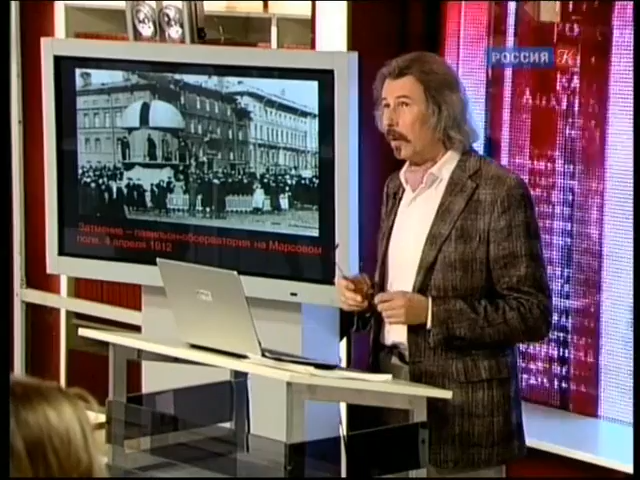 РОССИЯ К
Затмение – павильон-обсерватория на Марсовом
поле. 4 апреля 1912